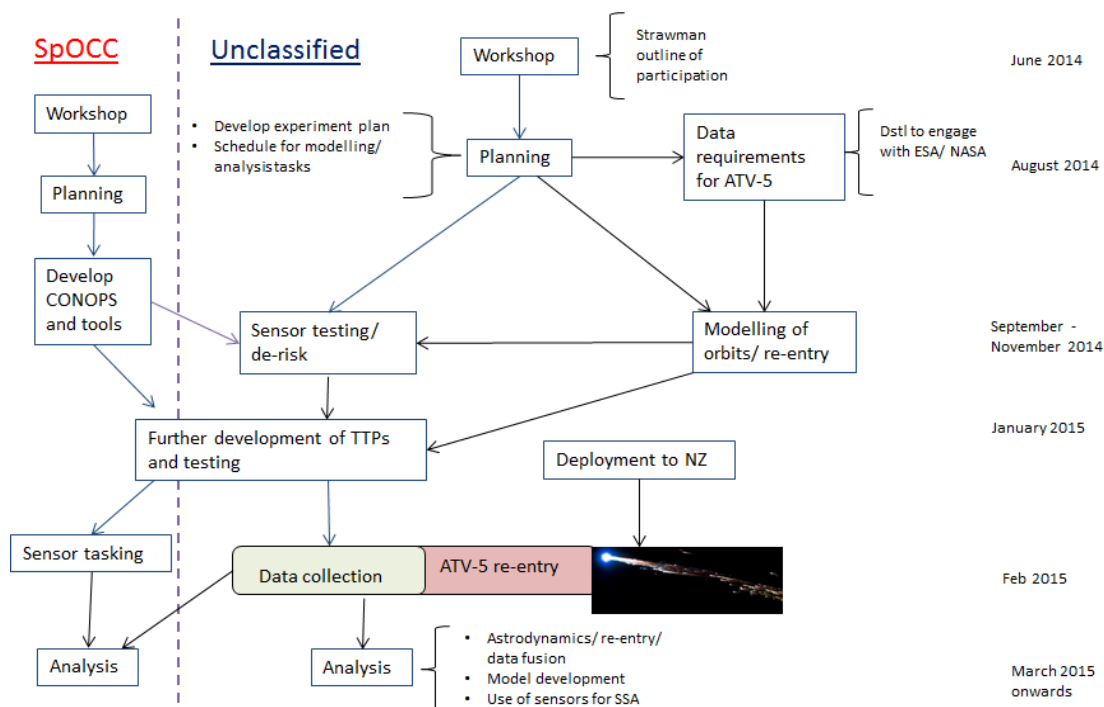 SpOCC
Unclassified
Workshop
Strawman
outline of
participation
June 2014
Workshop
• Develop experiment plan
• Schedule for modelling/
analysis tasks
Planning
Data
requirements
for ATV-5
Dstl to engage
with ESA/ NASA
August 2014
Planning
Develop
CONOPS
and tools
Sensor testing/
de-risk
Modelling of
orbits/ re-entry
September -
November 2014
Further development of TTPs
and testing
January 2015
Deployment to NZ
Sensor tasking
Data collection
ATV-5 re-entry
Feb 2015
Analysis
Analysis
• Astrodynamics/ re-entry/
data fusion
• Model development
• Use of sensors for SSA
March 2015
onwards